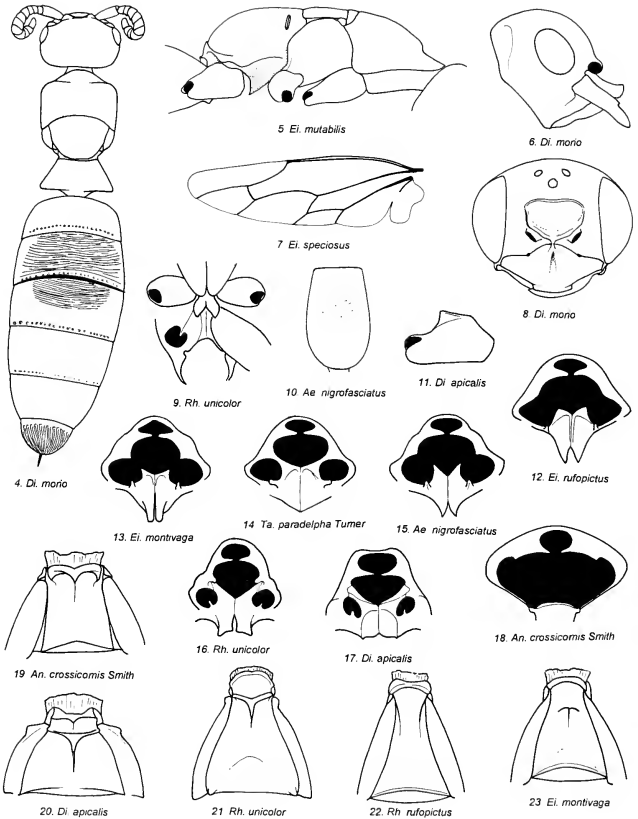 5 Ei. mutabilis
6. Di. morio
7 Ei. speciosus
8. Di. morio
9. Rh. unicolor
10 Ae nigrofasciatus
11. Di apicalis
4. Di. morio
12. Ei. rufopictus
13. Ei. montivaga
14 Ta. paradelpha Turner
15. Ae nigrofasciatus
16. Rh. unicolor
17. Di. apicalis
18. An. crossicornis Smith
19 An. crossicornis Smith
20. Di apicalis
21 Rh. unicolor
22. Rh rufopictus
23 Ei. montivaga